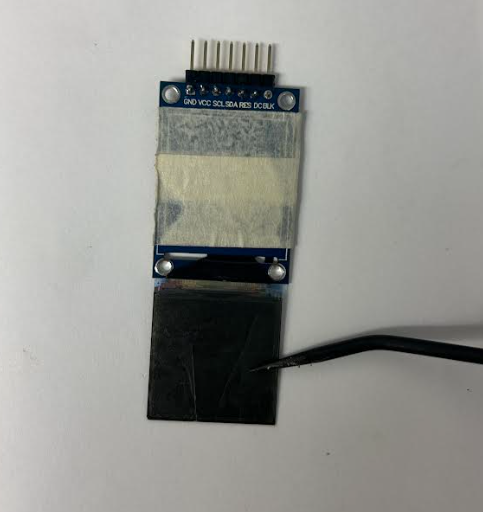 GND VCC SCL SDA RES DC BLK